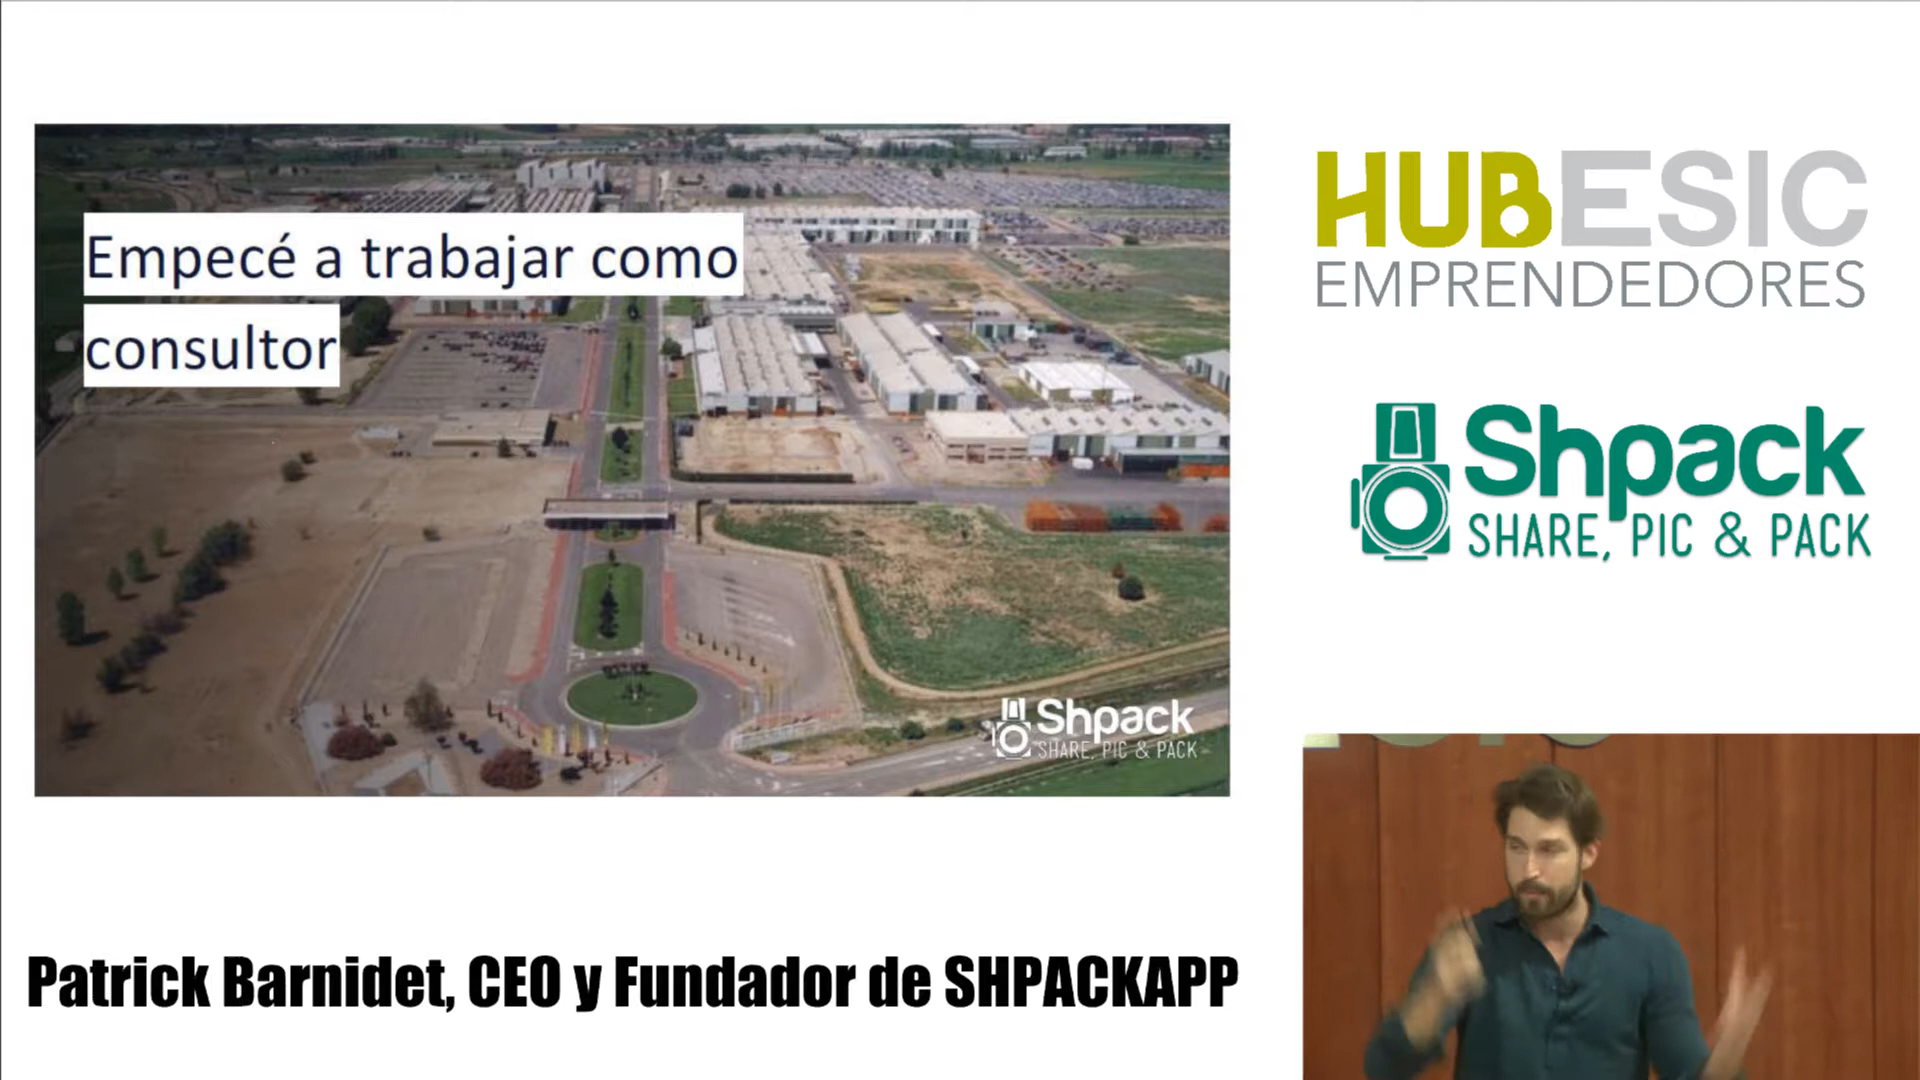 Empecé a trabajar como
consultor
Shpack
SHARE, PIC & PACK
HUBESIC
EMPRENDEDORES
Shpack
SHARE, PIC & PACK
Patrick Barnidet, CEO y Fundador de SHPACKAPP